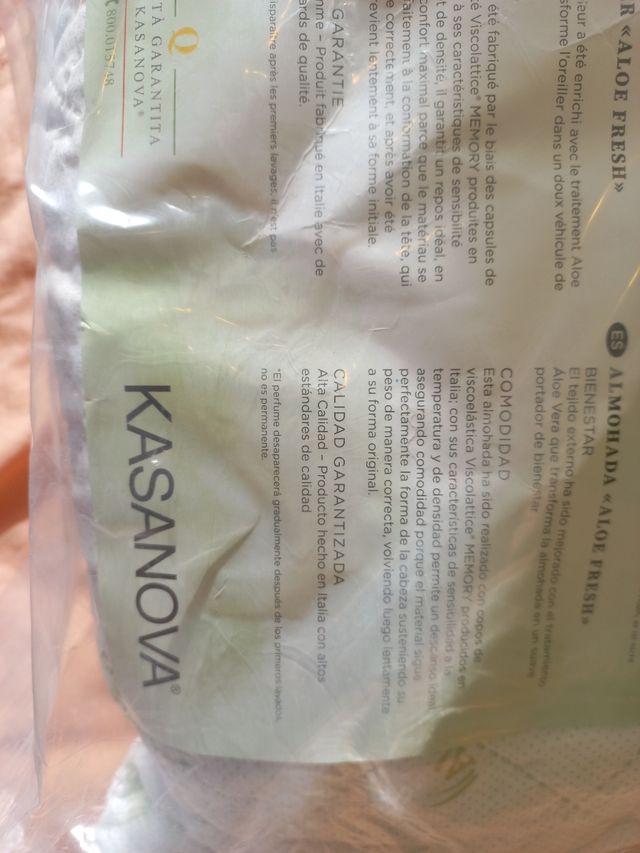 R «ALOE FRESH»
ieur a été enrichi avec le traitement Aloe
sforme l'oreiller dans un doux véhicule de
été fabriqué par le biais des capsules de
é Viscolattice® MEMORY produites en
à ses caractéristiques de sensibilité
t de densité, il garantit un repos idéal, en
confort maximal parce que le matériau se
faitement à la conformation de la tête, qui
e correctement, et après avoir été
revient lentement à sa forme initiale.
GARANTIE
mme – Produit fabriqué en Italie avec de
ards de qualité.
isparaître après les premiers lavages, il n'est pas
Q
TÀ GARANTITA
KASANOVA®
800.015748
ES ALMOHADA «ALOE FRESH»
BIENESTAR
El tejido externo ha sido mejorado con el tratamiento
Áloe Vera que transforma la almohada en un suave
portador de bienestar
COMODIDAD
Esta almohada ha sido realizado con copos de
viscoelástica Viscolattice® MEMORY producidos en
Italia: con sus características de sensibilidad a la
temperatura y de densidad permite un descanso ideal
asegurando comodidad porque el material sigue
perfectamente la forma de la cabeza susteniendo su
peso de manera correcta, volviendo luego lentamente
a su forma original.
CALIDAD GARANTIZADA
Alta Calidad – Producto hecho en Italia con altos
estándares de calidad
*El perfume desaparecerá gradualmente después de los primeros lavados,
no es permanente.
KASANOVA®